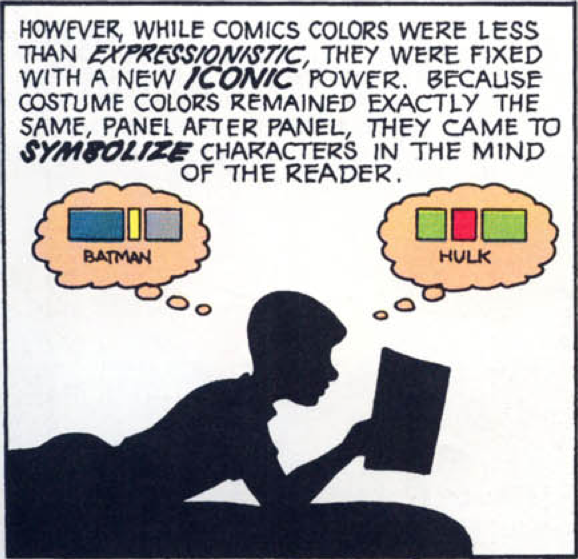 HOWEVER, WHILE COMICS COLORS WERE LESS
THAN EXPRESSIONISTIC, THEY WERE FIXED
WITH A NEW ICONIC POWER. BECAUSE
COSTUME COLORS REMAINED EXACTLY THE
SAME, PANEL AFTER PANEL, THEY CAME TO
SYMBOLIZE CHARACTERS IN THE MIND
OF THE READER.
BATMAN
HULK